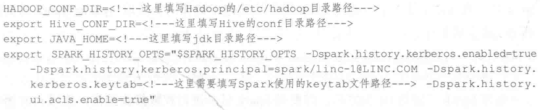 HADOOP_CONF_DIR=<!---这里填写Hadoop的/etc/hadoop目录路径--->
export Hive_CONF_DIR=<!---这里填写Hive的conf目录路径--->
export JAVA_HOME=<!---这里填写jdk目录路径--->
export SPARK_HISTORY_OPTS="$SPARK_HISTORY_OPTS -Dspark.history.kerberos.enabled=true
-Dspark.history.kerberos.principal=spark/linc-1@LINC.COM -Dspark.history.
kerberos.keytab=<!---这里需要填写Spark使用的keytab文件路径---> -Dspark.history.
ui.acls.enable=true"